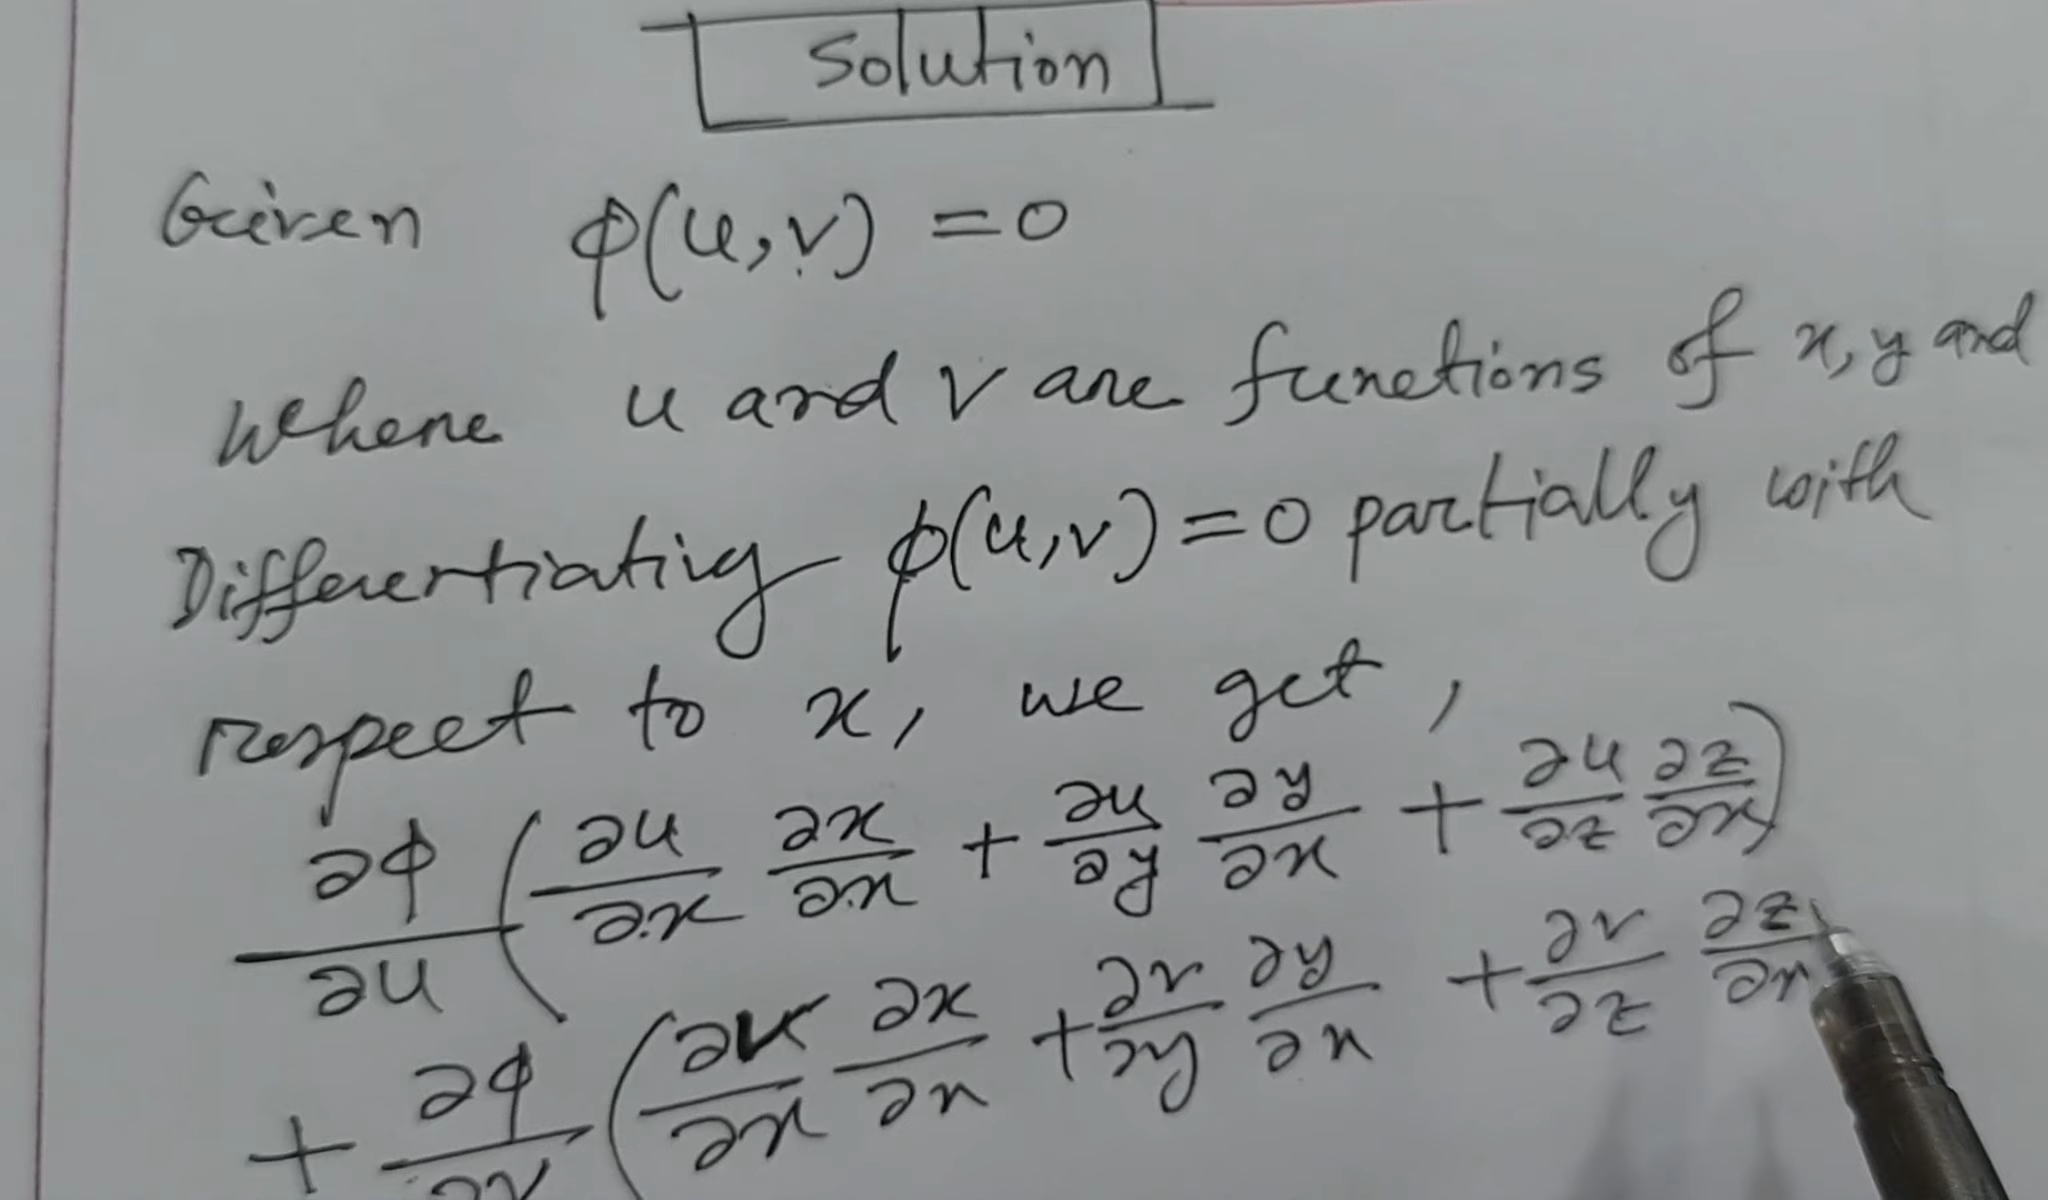 Solution
Given φ(u,v) = 0
Where u and v are functions of x, y and
Differentiating φ(u,v) = 0 partially with
respect to x, we get,
∂φ/∂u (∂u/∂x ∂x/∂x + ∂u/∂y ∂y/∂x + ∂u/∂z ∂z/∂x)
+ ∂φ/∂v (∂v/∂x ∂x/∂x + ∂v/∂y ∂y/∂x + ∂v/∂z ∂z/∂x